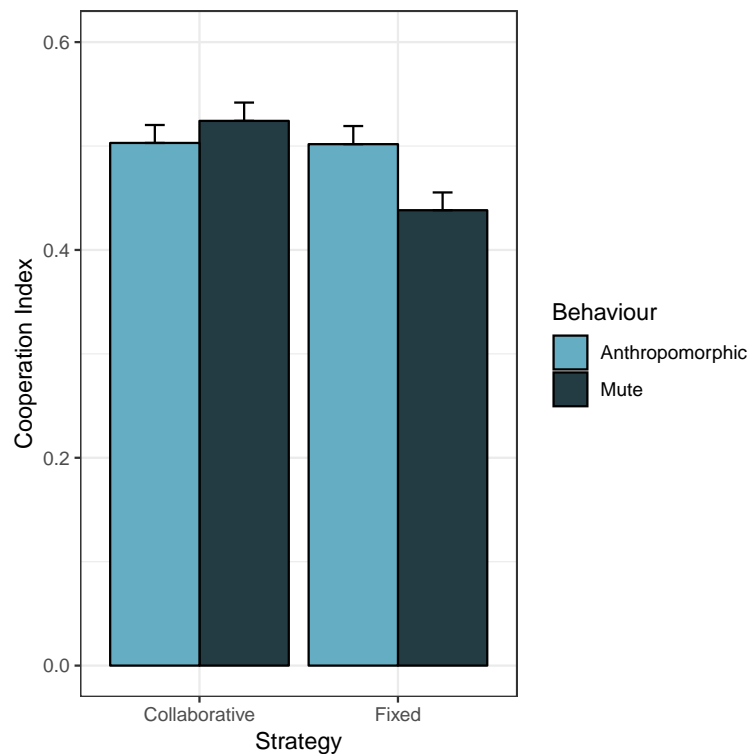 0.6
0.4
0.2
0.0
Cooperation Index
Collaborative
Fixed
Strategy
Behaviour
Anthropomorphic
Mute